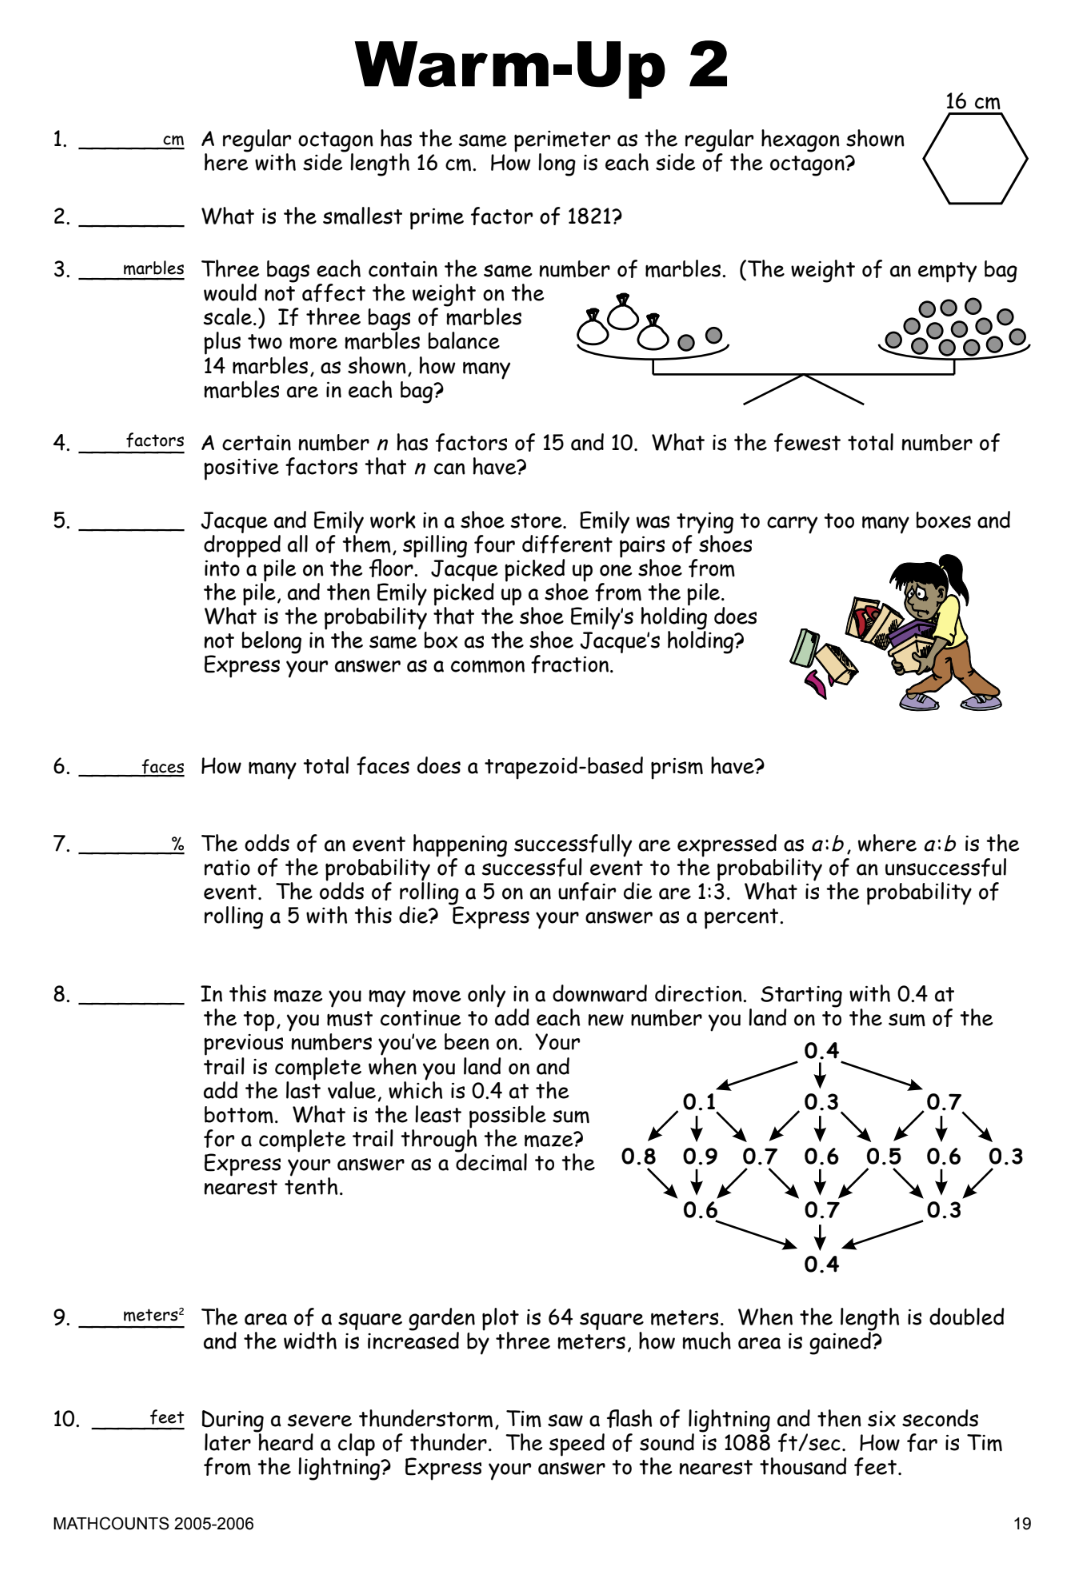 Warm-Up 2
16 cm
1. ________cm A regular octagon has the same perimeter as the regular hexagon shown
here with side length 16 cm. How long is each side of the octagon?
2. __________ What is the smallest prime factor of 1821?
3. ____marbles Three bags each contain the same number of marbles. (The weight of an empty bag
would not affect the weight on the
scale.) If three bags of marbles
plus two more marbles balance
14 marbles, as shown, how many
marbles are in each bag?
4. ____factors A certain number n has factors of 15 and 10. What is the fewest total number of
positive factors that n can have?
5. __________ Jacque and Emily work in a shoe store. Emily was trying to carry too many boxes and
dropped all of them, spilling four different pairs of shoes
into a pile on the floor. Jacque picked up one shoe from
the pile, and then Emily picked up a shoe from the pile.
What is the probability that the shoe Emily's holding does
not belong in the same box as the shoe Jacque's holding?
Express your answer as a common fraction.
6. ______faces How many total faces does a trapezoid-based prism have?
7. _________% The odds of an event happening successfully are expressed as a:b, where a:b is the
ratio of the probability of a successful event to the probability of an unsuccessful
event. The odds of rolling a 5 on an unfair die are 1:3. What is the probability of
rolling a 5 with this die? Express your answer as a percent.
8. __________ In this maze you may move only in a downward direction. Starting with 0.4 at
the top, you must continue to add each new number you land on to the sum of the
previous numbers you've been on. Your
trail is complete when you land on and
add the last value, which is 0.4 at the
bottom. What is the least possible sum
for a complete trail through the maze?
Express your answer as a decimal to the
nearest tenth.
0.4
0.1 0.3 0.7
0.8 0.9 0.7 0.6 0.5 0.6 0.3
0.6 0.7 0.3
0.4
9. ____meters² The area of a square garden plot is 64 square meters. When the length is doubled
and the width is increased by three meters, how much area is gained?
10. _____feet During a severe thunderstorm, Tim saw a flash of lightning and then six seconds
later heard a clap of thunder. The speed of sound is 1088 ft/sec. How far is Tim
from the lightning? Express your answer to the nearest thousand feet.
MATHCOUNTS 2005-2006 19